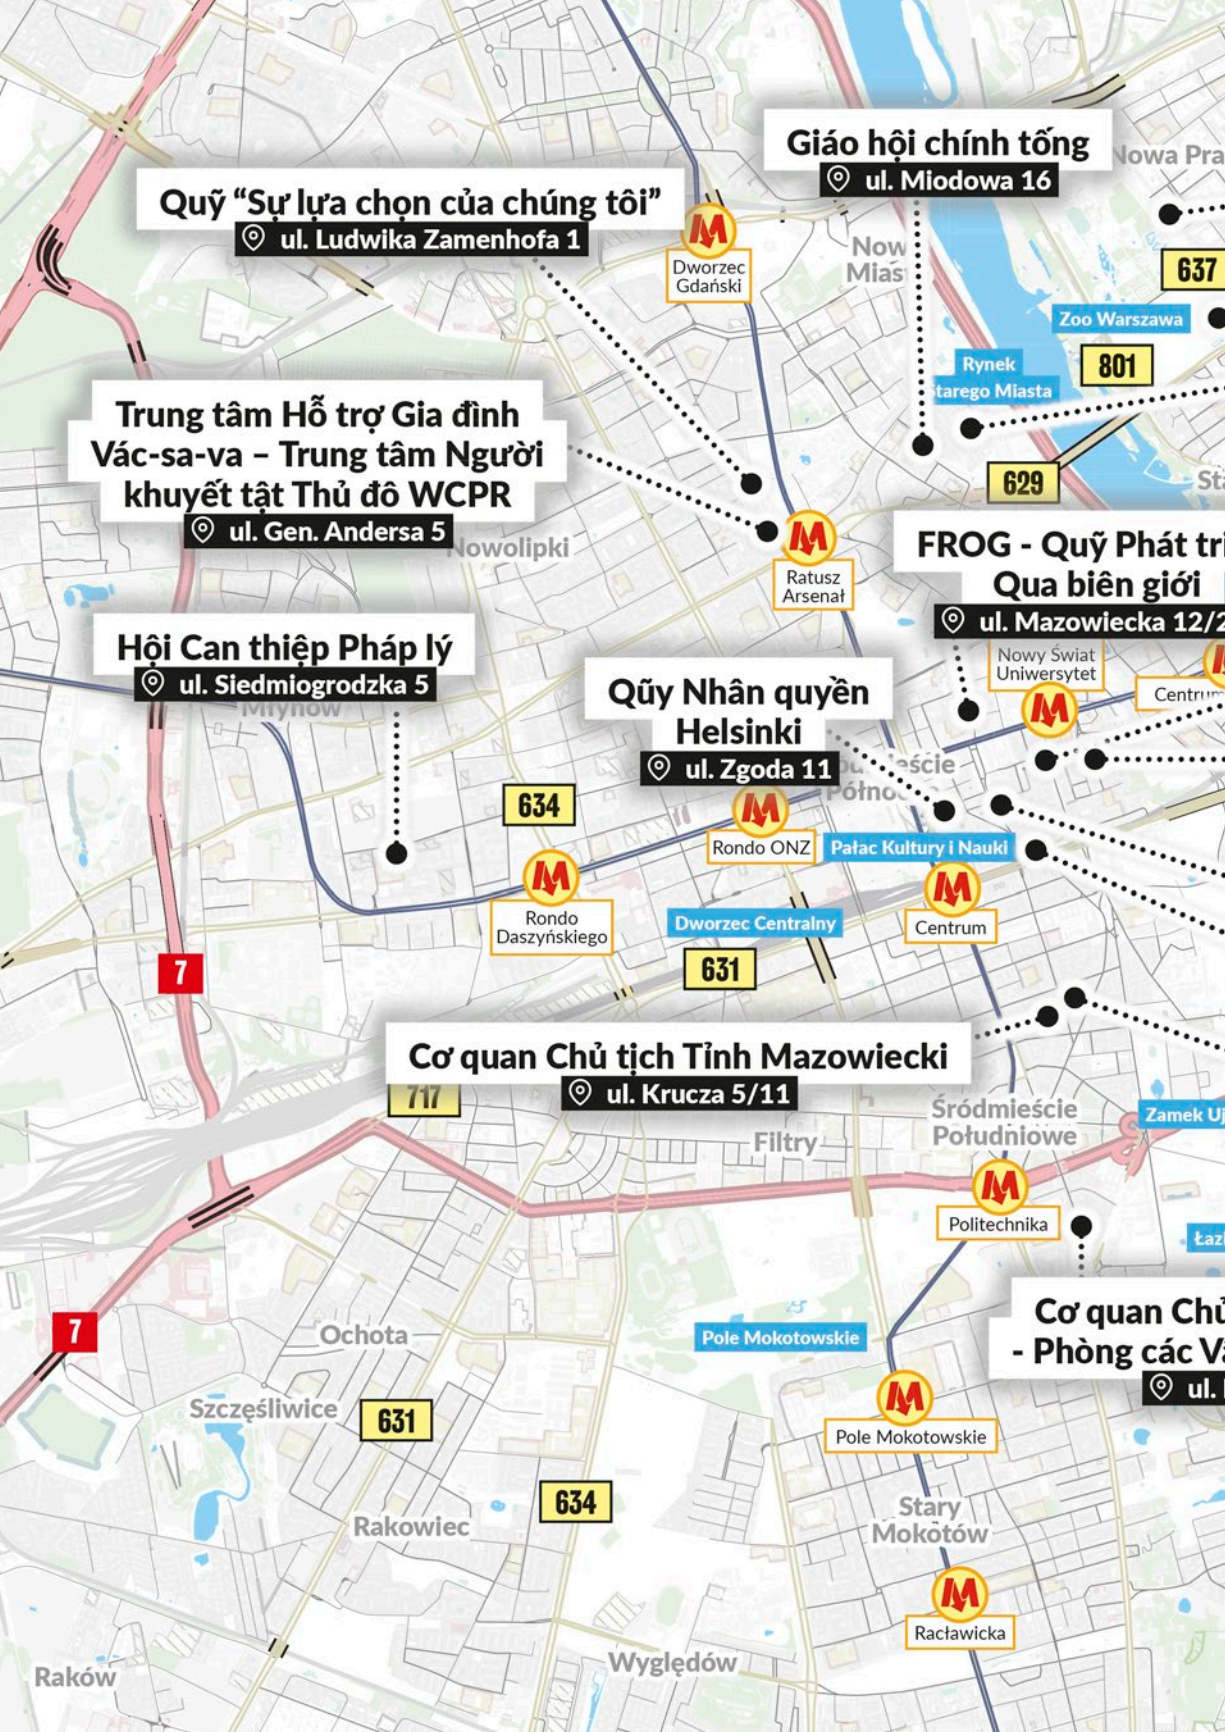 Giáo hội chính tống
ul. Miodowa 16
Nowa Pra
Quỹ “Sự lựa chọn của chúng tôi”
ul. Ludwika Zamenhofa 1
Dworzec
Gdański
Now
Mias
637
Zoo Warszawa
801
Rynek
Starego Miasta
Trung tâm Hỗ trợ Gia đình
Vác-sa-va – Trung tâm Người
khuyết tật Thủ đô WCPR
ul. Gen. Andersa 5
Nowolipki
629
Ratusz
Arsenał
FROG - Quỹ Phát tri
Qua biên giới
ul. Mazowiecka 12/2
Nowy Świat
Uniwersytet
Centrum
Hội Can thiệp Pháp lý
ul. Siedmiogrodzka 5
Młynów
Qũy Nhân quyền
Helsinki
ul. Zgoda 11
634
Rondo ONZ
Pałac Kultury i Nauki
Rondo
Daszyńskiego
Dworzec Centralny
Centrum
631
7
Cơ quan Chủ tịch Tỉnh Mazowiecki
ul. Krucza 5/11
717
Śródmieście
Południowe
Zamek Uj
Filtry
Politechnika
Łazi
Cơ quan Chủ
- Phòng các Vấ
ul.
7
Ochota
Pole Mokotowskie
Szczęśliwice
631
Pole Mokotowskie
634
Rakowiec
Stary
Mokotów
Racławicka
Raków
Wyględów